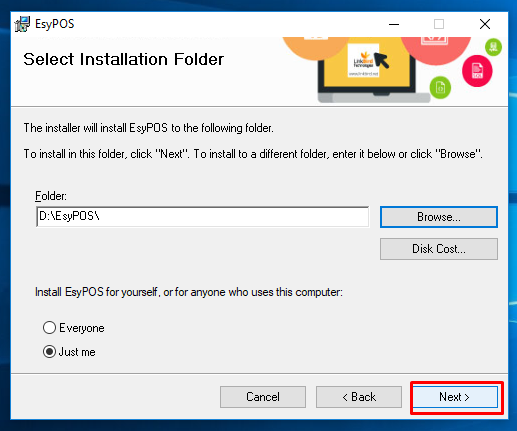 EsyPOS
Select Installation Folder
LinkBird
Technologies
The installer will install EsyPOS to the following folder.
To install in this folder, click "Next". To install to a different folder, enter it below or click "Browse".
Folder:
D:\EsyPOS\
Browse...
Disk Cost...
Install EsyPOS for yourself, or for anyone who uses this computer:
Everyone
Just me
Cancel
< Back
Next >